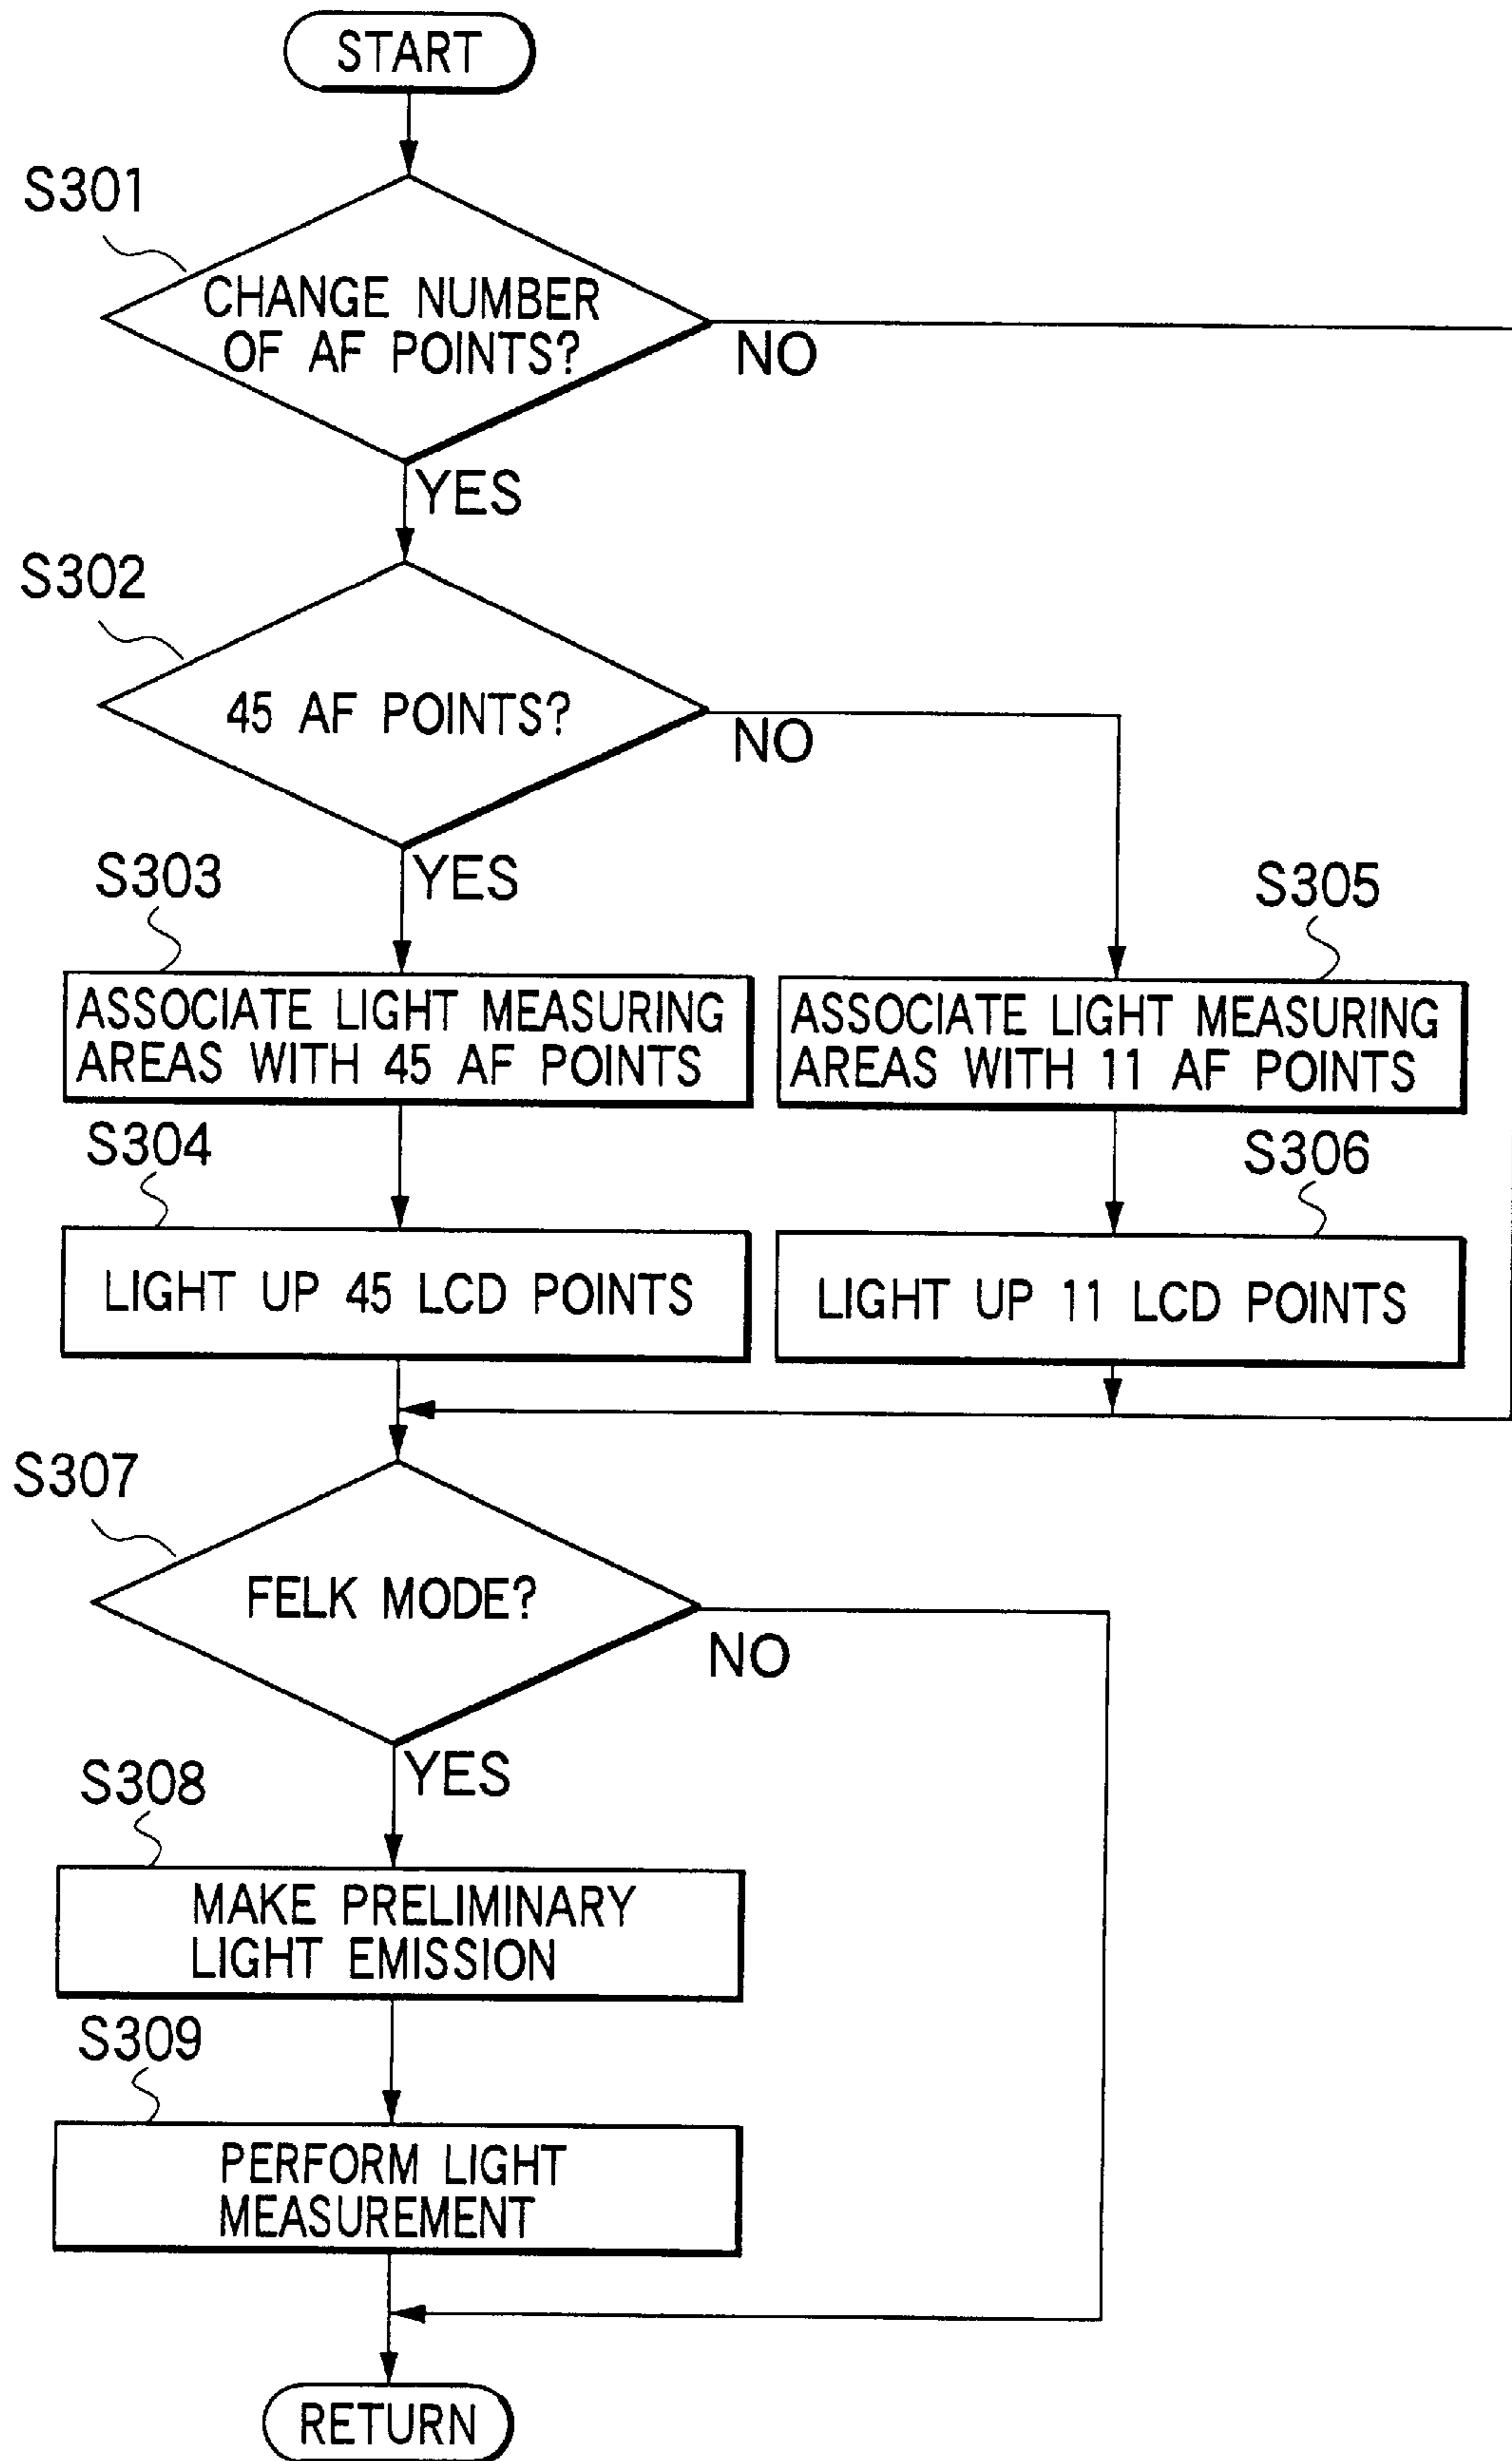 START
S301
CHANGE NUMBER
OF AF POINTS?
NO
YES
S302
45 AF POINTS?
NO
YES
S303
S305
ASSOCIATE LIGHT MEASURING
AREAS WITH 45 AF POINTS
ASSOCIATE LIGHT MEASURING
AREAS WITH 11 AF POINTS
S304
S306
LIGHT UP 45 LCD POINTS
LIGHT UP 11 LCD POINTS
S307
FELK MODE?
NO
YES
S308
MAKE PRELIMINARY
LIGHT EMISSION
S309
PERFORM LIGHT
MEASUREMENT
RETURN